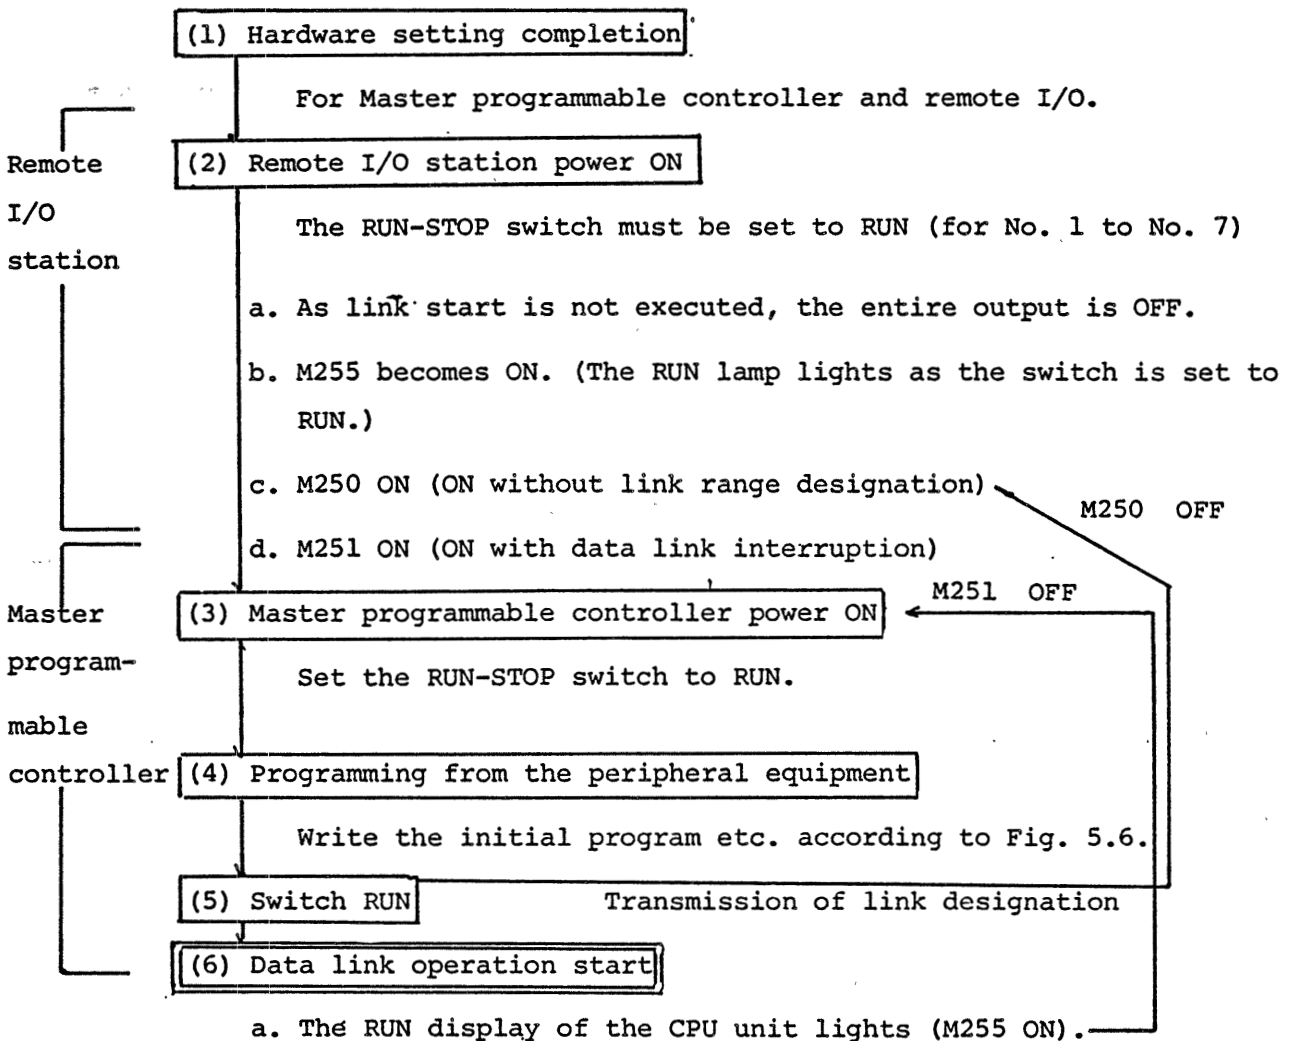 (1) Hardware setting completion
For Master programmable controller and remote I/O.
Remote
I/O
station
(2) Remote I/O station power ON
The RUN-STOP switch must be set to RUN (for No. 1 to No. 7)
a. As link start is not executed, the entire output is OFF.
b. M255 becomes ON. (The RUN lamp lights as the switch is set to
RUN.)
c. M250 ON (ON without link range designation)
M250 OFF
d. M251 ON (ON with data link interruption)
M251 OFF
Master
program-
mable
controller
(3) Master programmable controller power ON
Set the RUN-STOP switch to RUN.
(4) Programming from the peripheral equipment
Write the initial program etc. according to Fig. 5.6.
(5) Switch RUN
Transmission of link designation
(6) Data link operation start
a. The RUN display of the CPU unit lights (M255 ON).